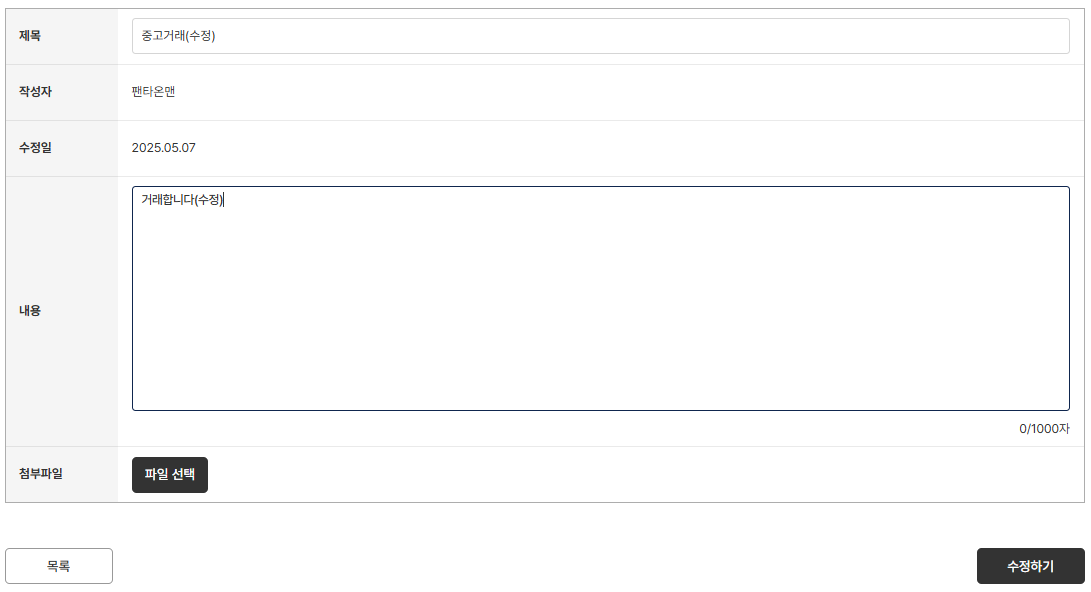 제목
중고거래(수정)
작성자
팬타온맨
수정일
2025.05.07
내용
거래합니다(수정)
0/1000자
첨부파일
파일 선택
목록
수정하기